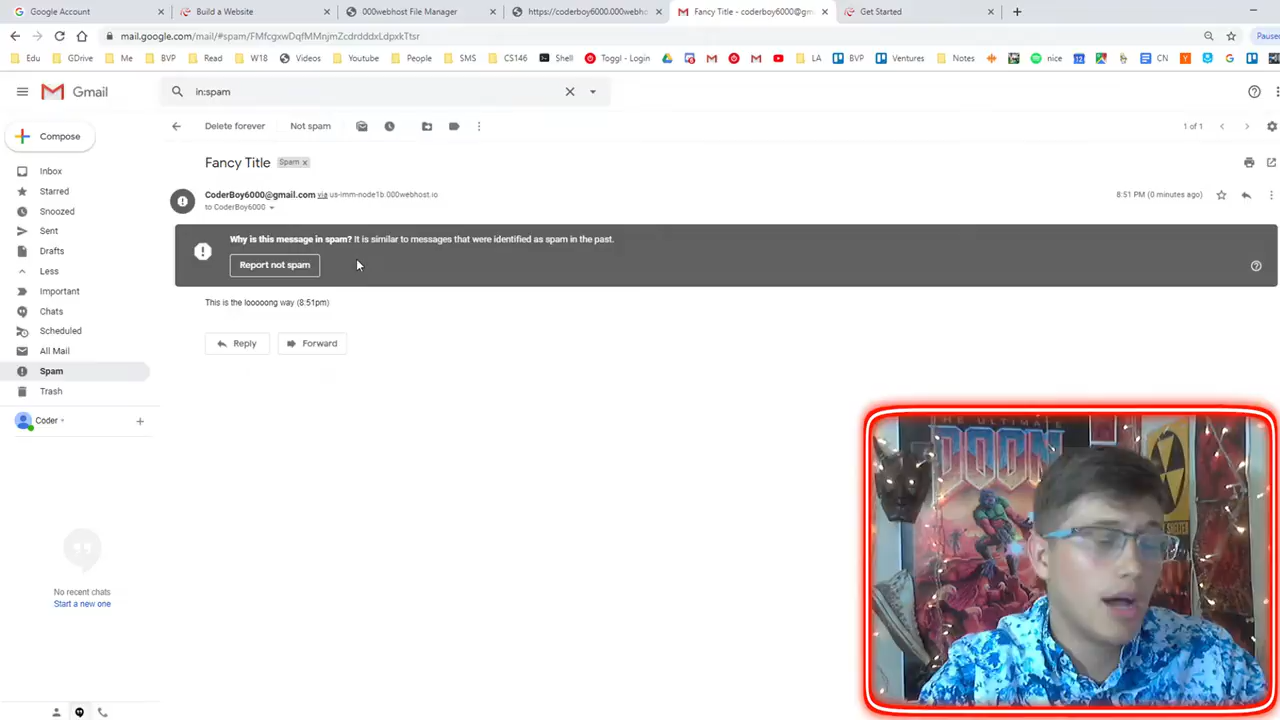 Google Account
Build a Website
000webhost File Manager
https://coderboy6000.000webh
Fancy Title - coderboy6000@gm
Get Started
mail.google.com/mail/#spam/FMfcgxwDqfMMnjmZcdrdddxLdpxkTtsr
Paused
Edu
GDrive
Me
BVP
Read
W18
Videos
Youtube
People
SMS
CS146
Shell
Toggl - Login
LA
BVP
Ventures
Notes
nice
CN
Gmail
in:spam
Compose
Delete forever
Not spam
1 of 1
Inbox
Starred
Snoozed
Sent
Drafts
Less
Important
Chats
Scheduled
All Mail
Spam
Trash
Coder
Fancy Title
Spam x
CoderBoy6000@gmail.com via us-imm-node1b.000webhost.io
8:51 PM (0 minutes ago)
to CoderBoy6000
Why is this message in spam? It is similar to messages that were identified as spam in the past.
Report not spam
This is the looooong way (8:51pm)
Reply
Forward
THE ULTIMATE
DOOM
No recent chats
Start a new one